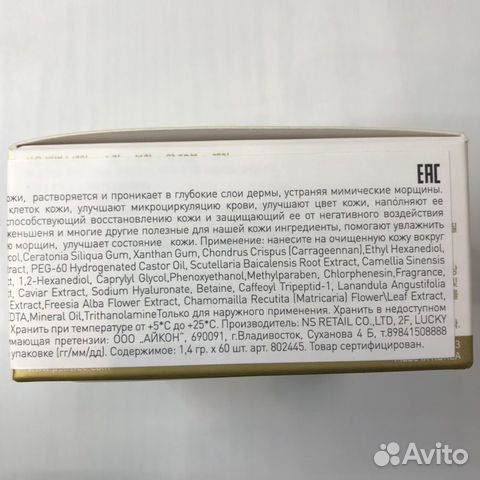 EAC
ожи, растворяется и проникает в глубокие слои дермы, устраняя мимические морщины.
клеток кожи, улучшают микроциркуляцию крови, улучшают цвет кожи, наполняют ее
пособствующий восстановлению кожи и защищающий ее от негативного воздействи
женьшеня и многие другие полезные для нашей кожи ингредиенты, помогают увлажнить
ю морщин, улучшает состояние кожи. Применение: нанесите на очищенную кожу вокруг
col,Ceratonia Siliqua Gum, Xanthan Gum, Chondrus Crispus (Carrageenan),Ethyl Hexanediol,
tract, PEG-60 Hydrogenated Castor Oil, Scutellaria Baicalensis Root Extract, Camellia Sinensis
ct, 1,2-Hexanediol, Caprylyl Glycol,Phenoxyethanol,Methylparaben, Chlorphenesin,Fragrance,
t, Caviar Extract, Sodium Hyaluronate, Betaine, Caffeoyl Tripeptid-1, Lanandula Angustifolia
Extract,Freesia Alba Flower Extract, Chamomilla Recutita (Matricaria) Flower\Leaf Extract,
DTA,Mineral Oil,TrithanolamineТолько для наружного применения. Хранить в недоступном
Хранить при температуре от +5°C до +25°C. Производитель: NS RETAIL CO.,LTD, 2F, LUCKY
имающая претензии: ООО „АЙКОН", 690091, г.Владивосток, Суханова 4 Б, т.89841508888
упаковке (гг/мм/дд). Содержимое: 1,4 гр. x 60 шт. арт. 802445. Товар сертифицирован.
Avito